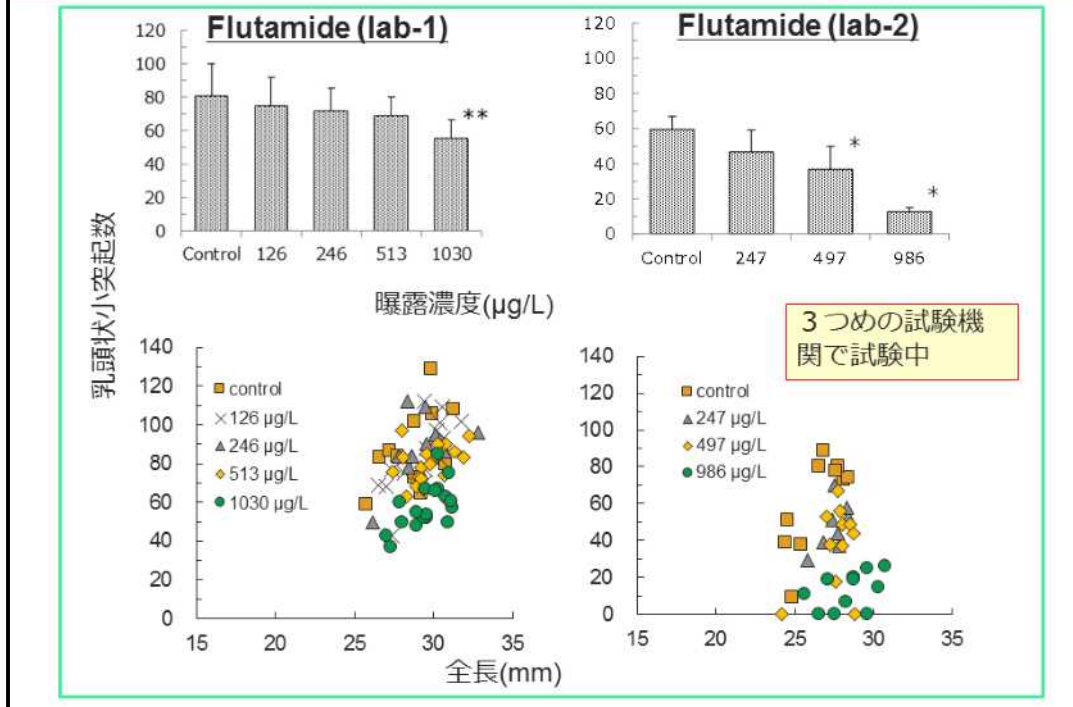 Flutamide (lab-1)
120
100
80
60
40
20
0
**
Control 126 246 513 1030
Flutamide (lab-2)
120
100
80
60
40
20
0
*
*
Control 247 497 986
乳頭状小突起数
曝露濃度(µg/L)
3つめの試験機
関で試験中
140
120
100
80
60
40
20
0
control
126 µg/L
246 µg/L
513 µg/L
1030 µg/L
15 20 25 30 35
140
120
100
80
60
40
20
0
control
247 µg/L
497 µg/L
986 µg/L
15 20 25 30 35
全長(mm)